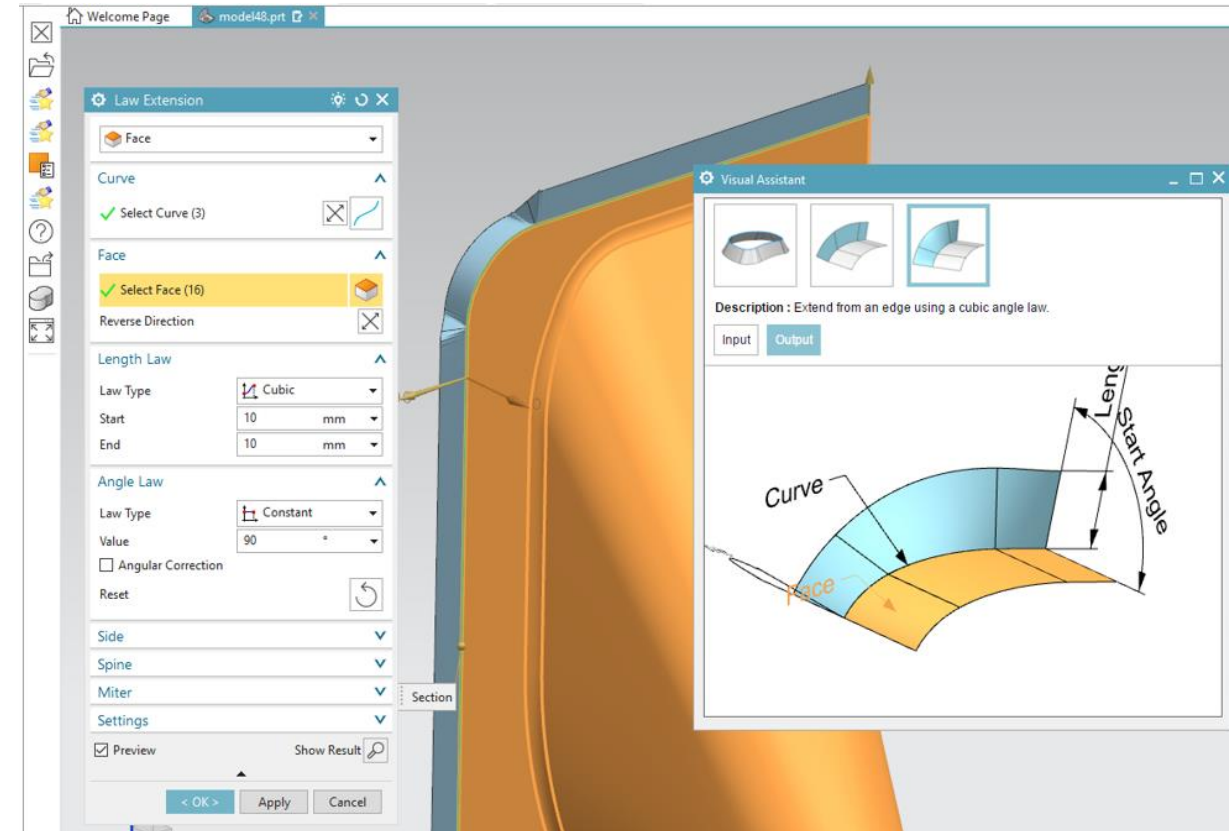 Welcome Page
model48.prt
Law Extension
Face
Curve
Select Curve (3)
Face
Select Face (16)
Reverse Direction
Length Law
Law Type Cubic
Start 10 mm
End 10 mm
Angle Law
Law Type Constant
Value 90 °
Angular Correction
Reset
Side
Spine
Miter
Settings
Preview Show Result
< OK > Apply Cancel
Section
Visual Assistant
Description : Extend from an edge using a cubic angle law.
Input Output
Curve
Face
Start Angle